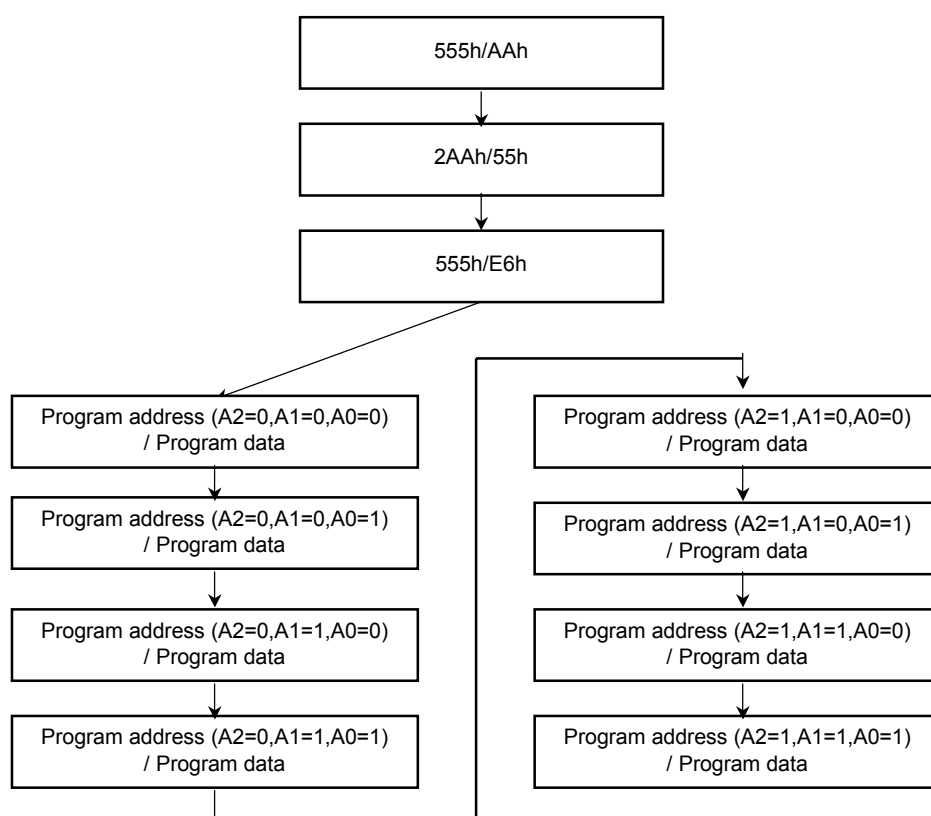 555h/AAh
2AAh/55h
555h/E6h
Program address (A2=0,A1=0,A0=0)
/ Program data
Program address (A2=0,A1=0,A0=1)
/ Program data
Program address (A2=0,A1=1,A0=0)
/ Program data
Program address (A2=0,A1=1,A0=1)
/ Program data
Program address (A2=1,A1=0,A0=0)
/ Program data
Program address (A2=1,A1=0,A0=1)
/ Program data
Program address (A2=1,A1=1,A0=0)
/ Program data
Program address (A2=1,A1=1,A0=1)
/ Program data